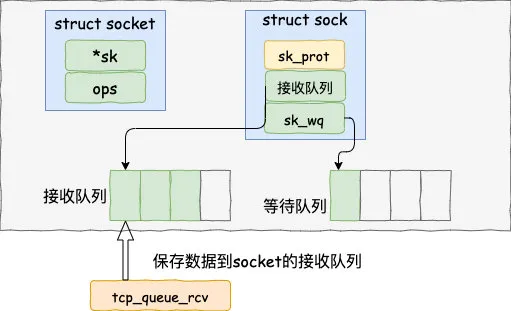 struct socket
*sk
ops
struct sock
sk_prot
接收队列
sk_wq
接收队列
等待队列
保存数据到socket的接收队列
tcp_queue_rcv